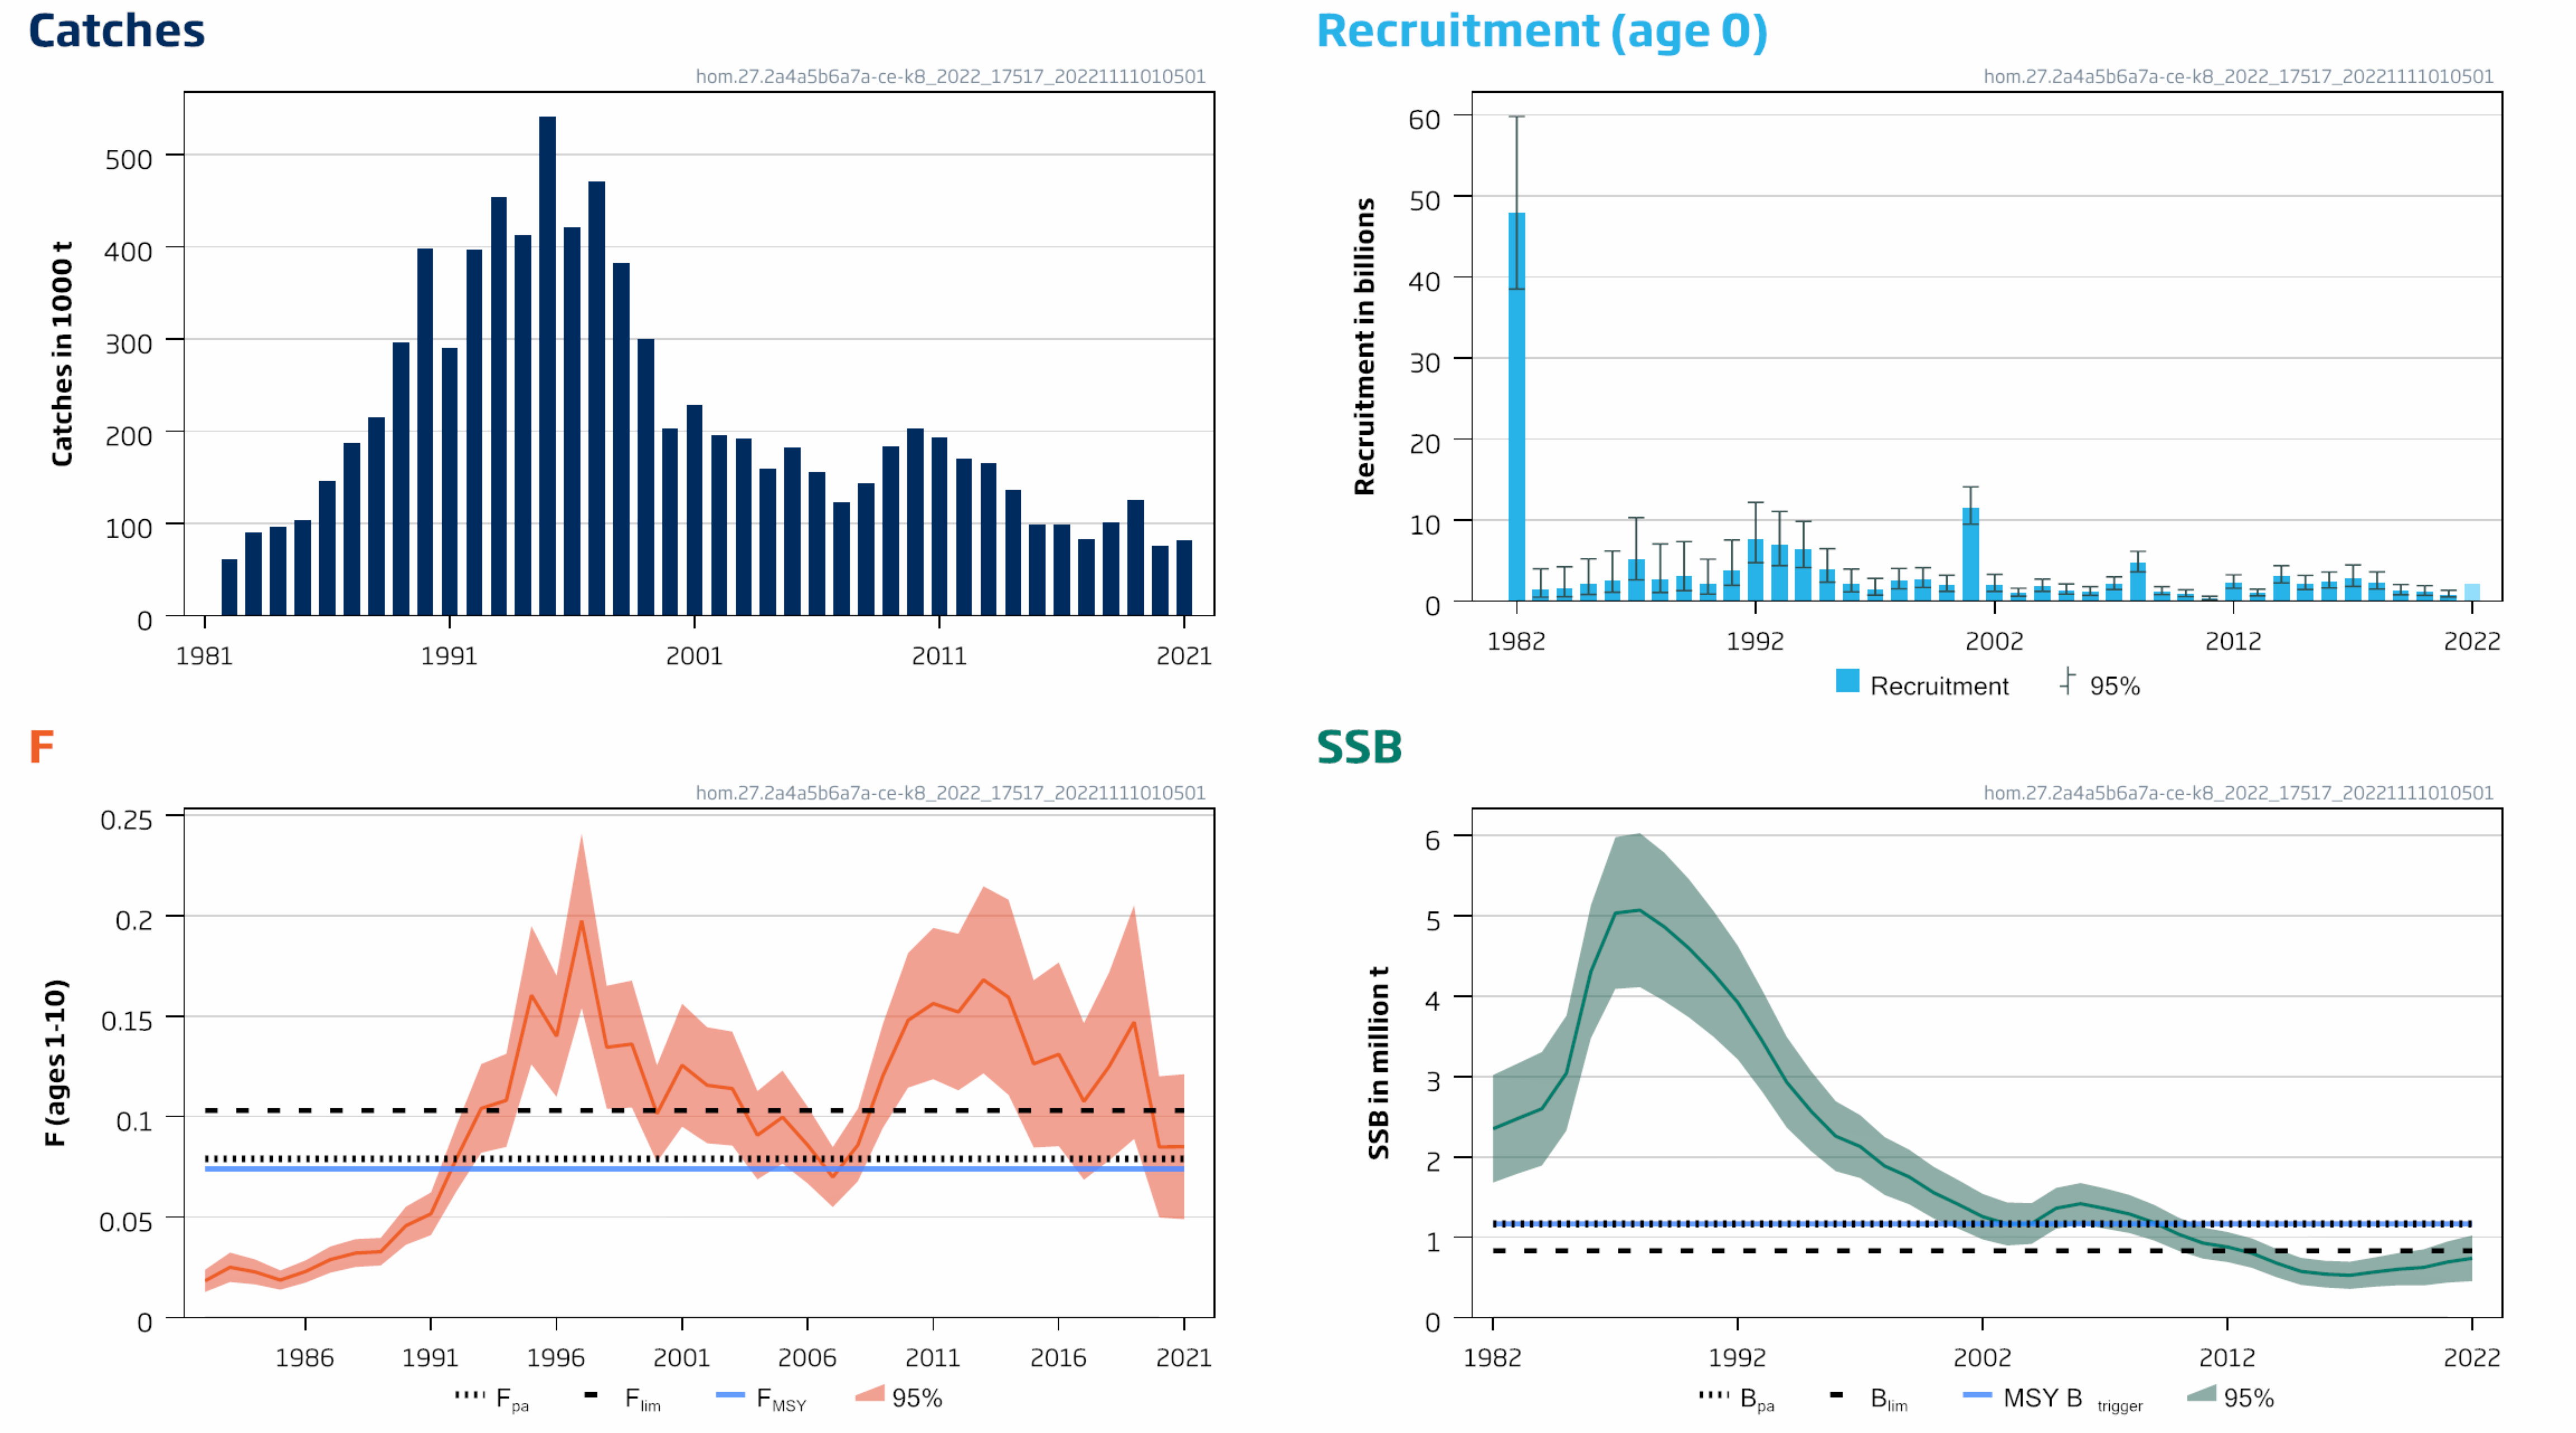 Catches
hom.27.2a4a5b6a7a-ce-k8_2022_17517_20221111010501
Catches in 1000 t
500
400
300
200
100
0
1981 1991 2001 2011 2021
Recruitment (age 0)
hom.27.2a4a5b6a7a-ce-k8_2022_17517_20221111010501
Recruitment in billions
60
50
40
30
20
10
0
1982 1992 2002 2012 2022
Recruitment 95%
F
hom.27.2a4a5b6a7a-ce-k8_2022_17517_20221111010501
F (ages 1-10)
0.25
0.2
0.15
0.1
0.05
0
1986 1991 1996 2001 2006 2011 2016 2021
Fpa Flim FMSY 95%
SSB
hom.27.2a4a5b6a7a-ce-k8_2022_17517_20221111010501
SSB in million t
6
5
4
3
2
1
0
1982 1992 2002 2012 2022
Bpa Blim MSY B trigger 95%